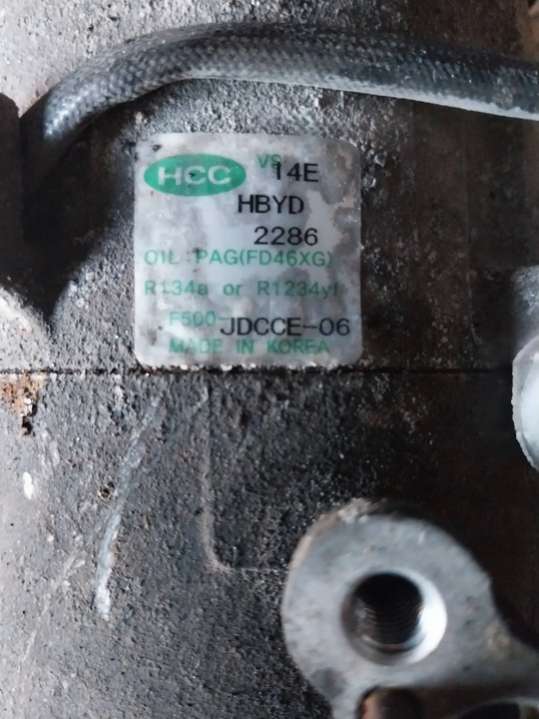 HCC VS 14E
HBYD
2286
OIL : PAG(FD46XG)
R134a or R1234yf
F500-JDCCE-06
MADE IN KOREA